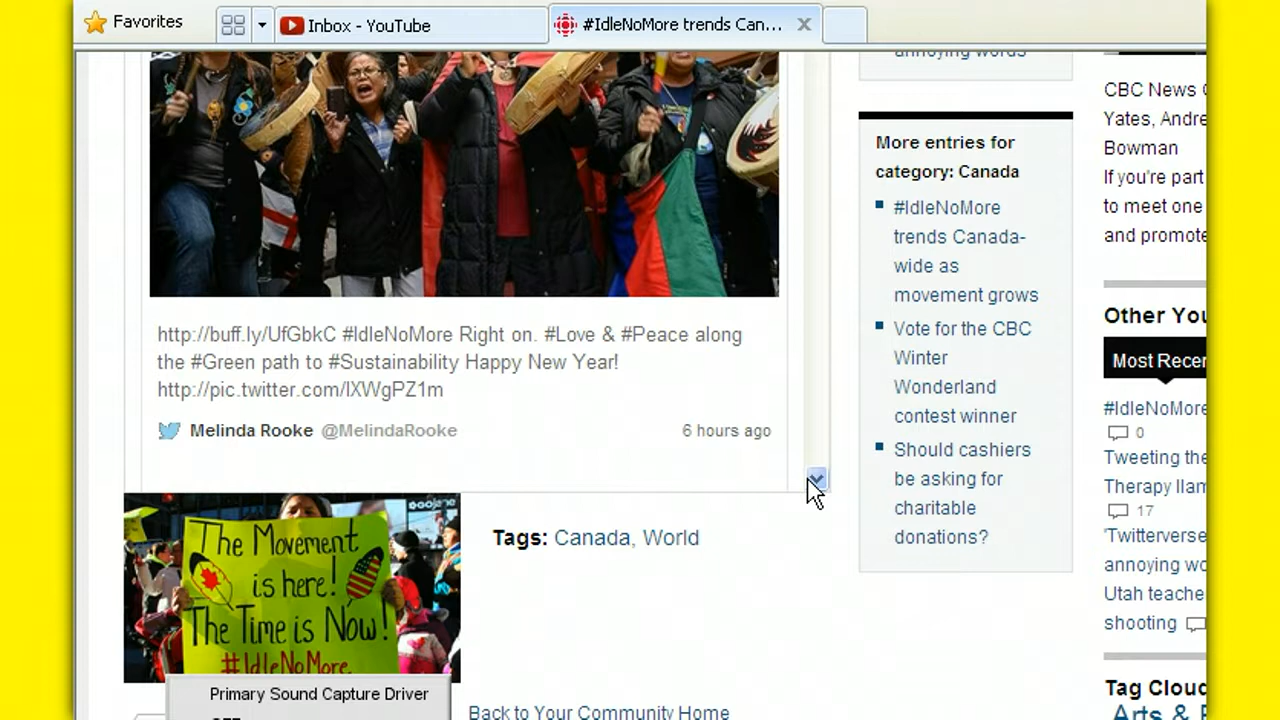 Favorites
Inbox - YouTube
#IdleNoMore trends Can...
annoying words
http://buff.ly/UfGbkC #IdleNoMore Right on. #Love & #Peace along
the #Green path to #Sustainability Happy New Year!
http://pic.twitter.com/lXWgPZ1m
Melinda Rooke @MelindaRooke 6 hours ago
The Movement
is here!
The Time is Now!
#IdleNoMore
Primary Sound Capture Driver
Tags: Canada, World
Back to Your Community Home
More entries for
category: Canada
#IdleNoMore
trends Canada-
wide as
movement grows
Vote for the CBC
Winter
Wonderland
contest winner
Should cashiers
be asking for
charitable
donations?
CBC News
Yates, Andre
Bowman
If you're part
to meet one
and promote
Other You
Most Recen
#IdleNoMore
0
Tweeting the
Therapy llam
17
'Twitterverse
annoying wo
Utah teache
shooting
Tag Cloud
Arts &